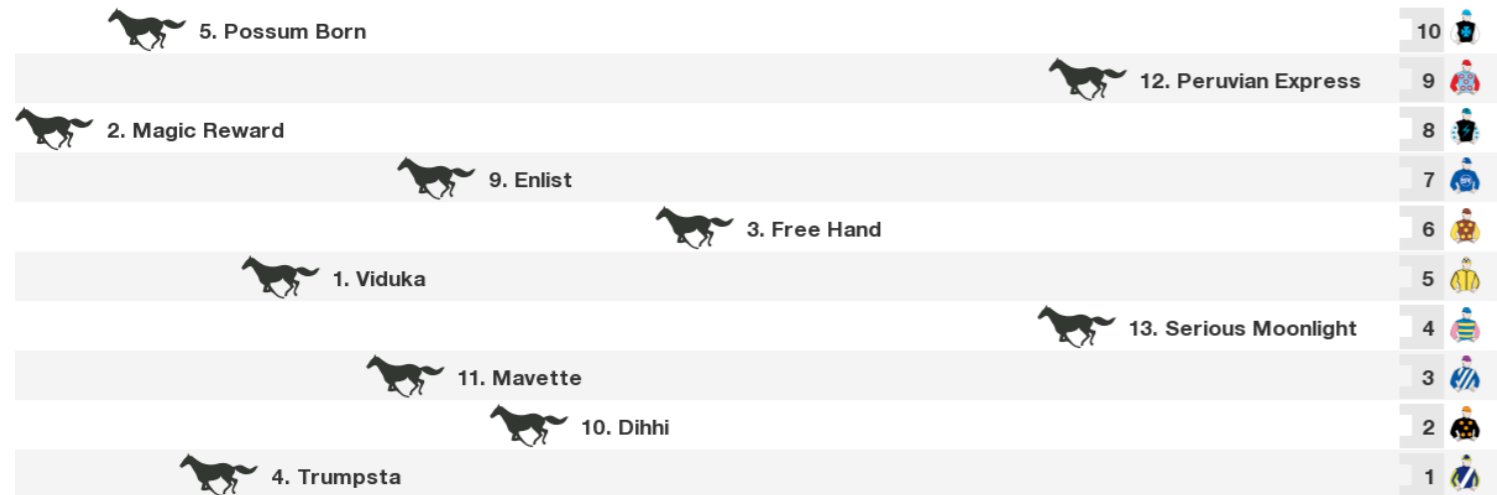 5. Possum Born 10
12. Peruvian Express 9
2. Magic Reward 8
9. Enlist 7
3. Free Hand 6
1. Viduka 5
13. Serious Moonlight 4
11. Mavette 3
10. Dihhi 2
4. Trumpsta 1